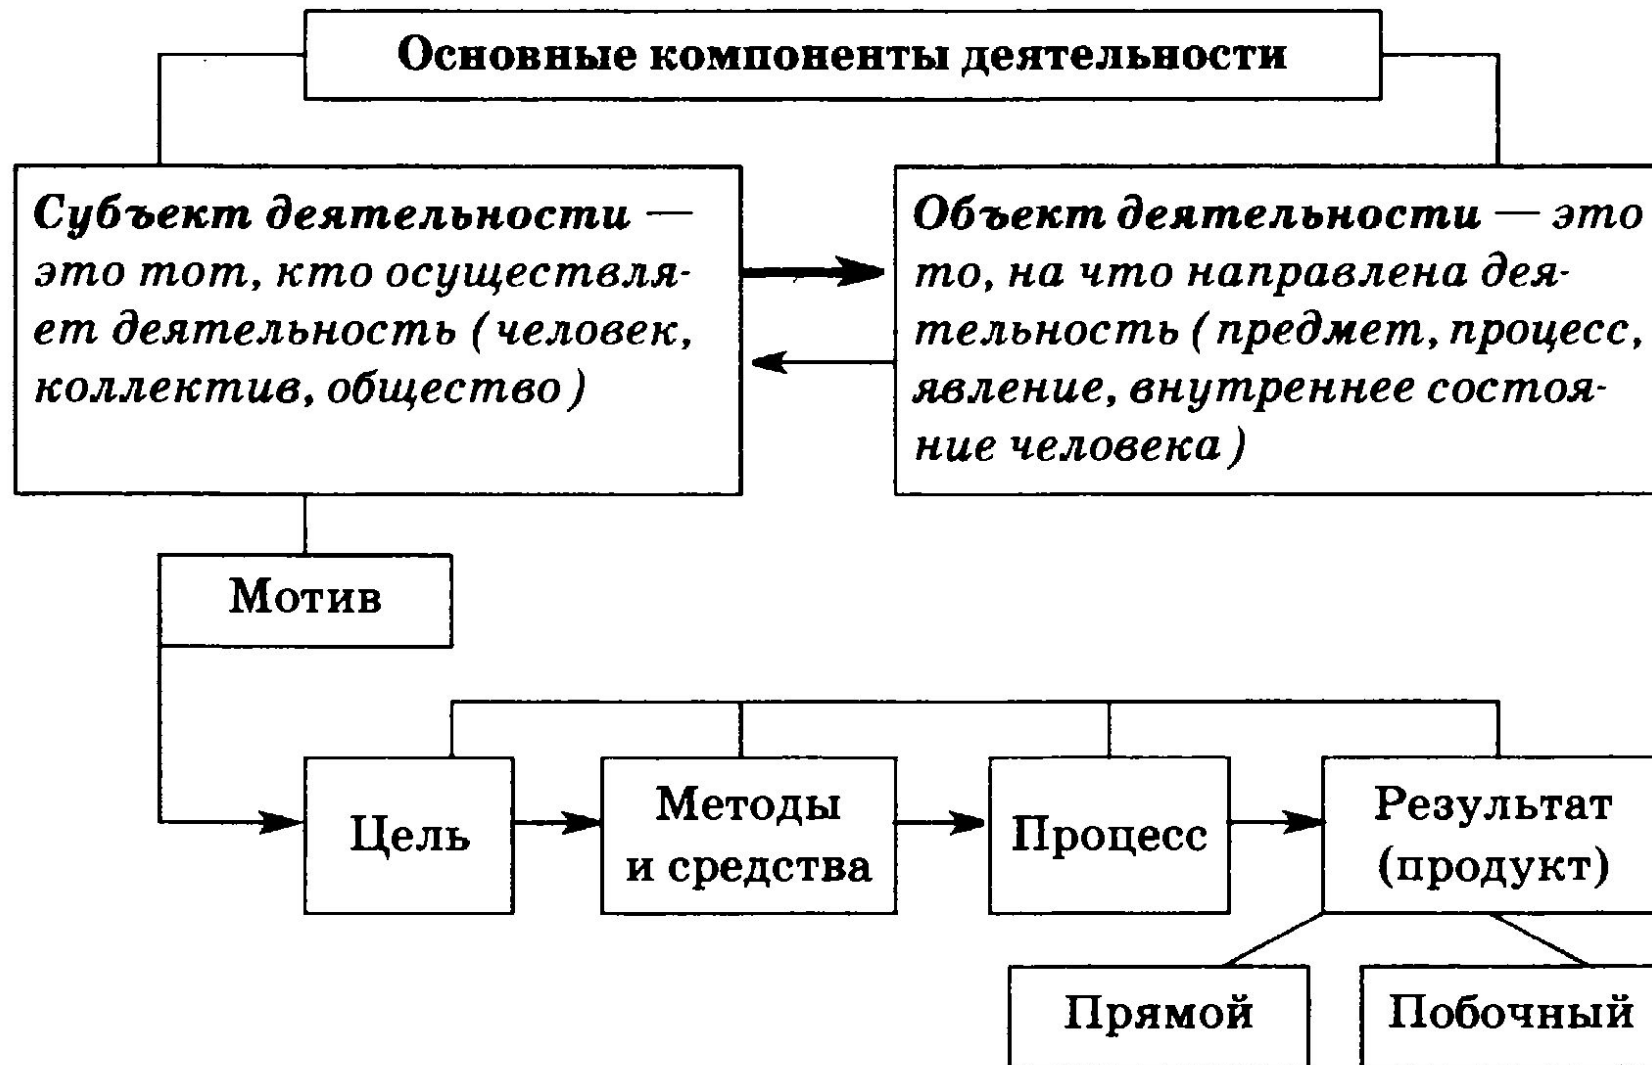 Основные компоненты деятельности
Субъект деятельности —
это тот, кто осуществля-
ет деятельность (человек,
коллектив, общество)
Объект деятельности — это
то, на что направлена дея-
тельность (предмет, процесс,
явление, внутреннее состоя-
ние человека)
Мотив
Цель
Методы
и средства
Процесс
Результат
(продукт)
Прямой
Побочный